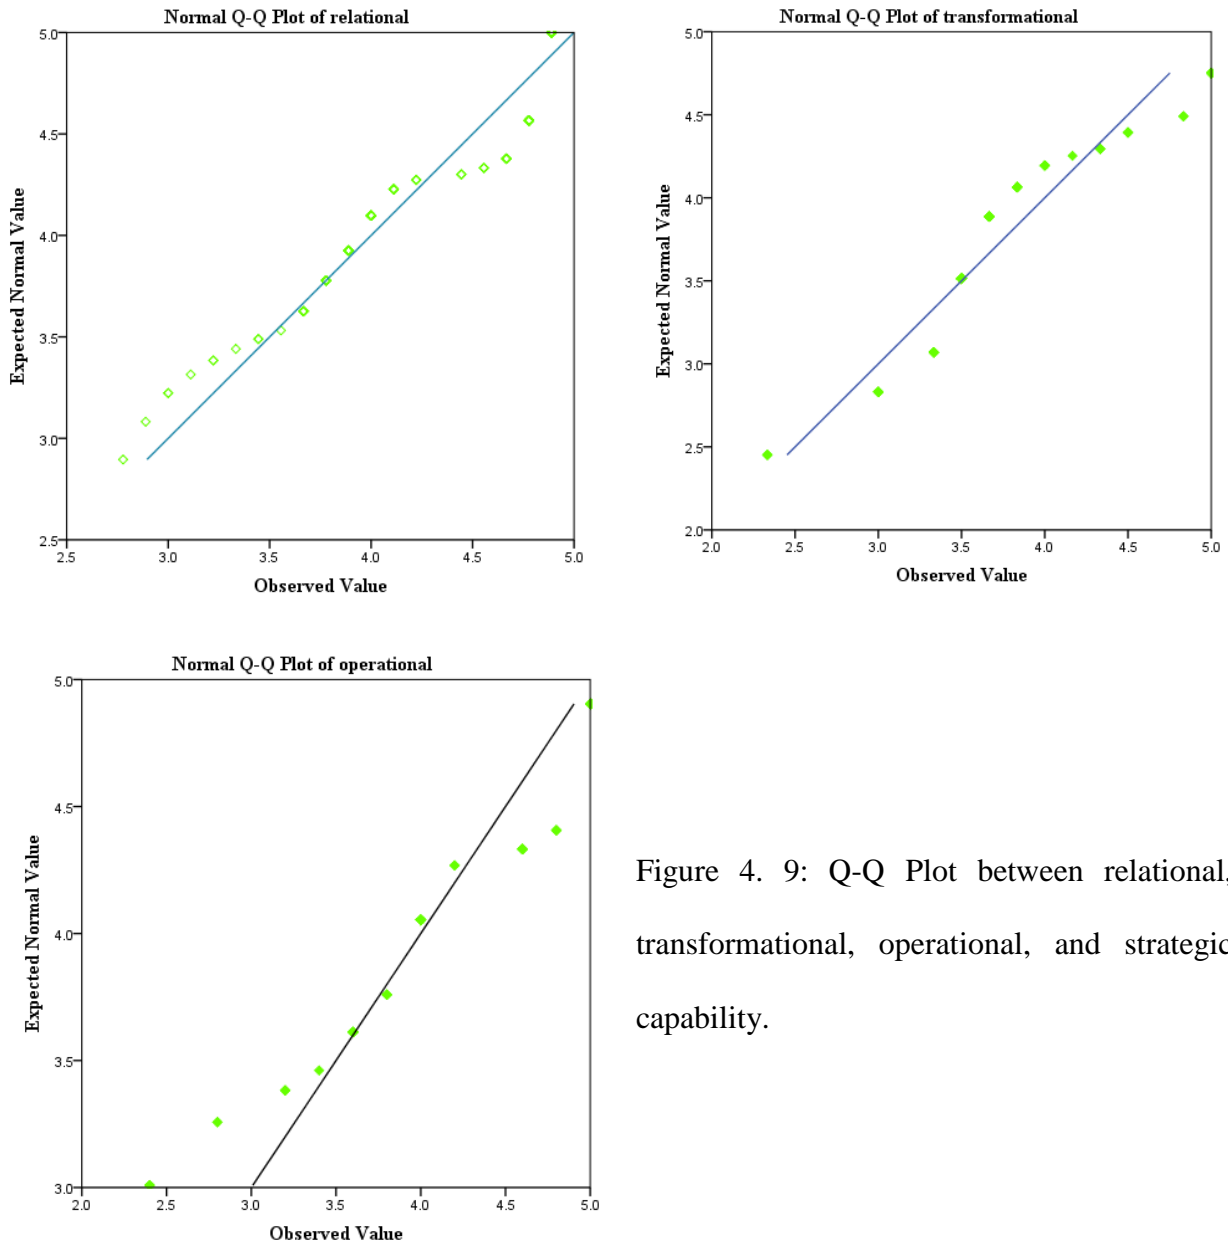 Normal Q-Q Plot of relational
5.0
4.5
4.0
3.5
3.0
2.5
2.5 3.0 3.5 4.0 4.5 5.0
Expected Normal Value
Observed Value
Normal Q-Q Plot of transformational
5.0
4.5
4.0
3.5
3.0
2.5
2.0
2.0 2.5 3.0 3.5 4.0 4.5 5.0
Expected Normal Value
Observed Value
Normal Q-Q Plot of operational
5.0
4.5
4.0
3.5
3.0
2.0 2.5 3.0 3.5 4.0 4.5 5.0
Expected Normal Value
Observed Value
Figure 4. 9: Q-Q Plot between relational,
transformational, operational, and strategic
capability.